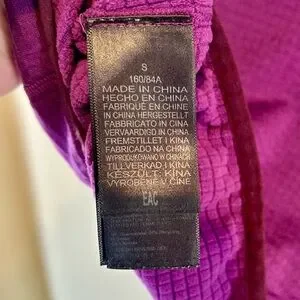 S
160/84A
MADE IN CHINA
HECHO EN CHINA
FABRIQUÉ EN CHINE
IN CHINA HERGESTELLT
FABBRICATO IN CINA
VERVAARDIGD IN CHINA
FREMSTILLET I KINA
FABRICADO NA CHINA
WYPRODUKOWANO W CHINACH
TILLVERKAD I KINA
KÉSZÜLT: KÍNA
VYROBENÉ V ČÍNE
EAC